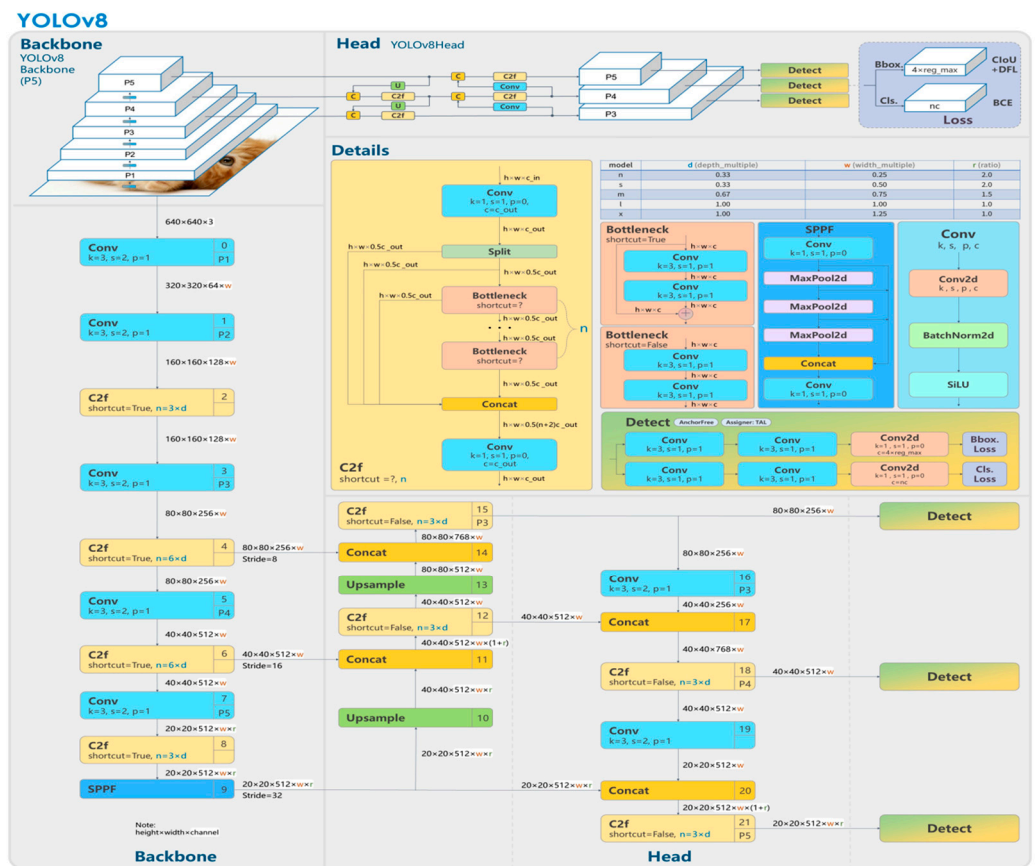 YOLOv8
Backbone
YOLOv8
Backbone
(P5)
P5
P4
P3
P2
P1
Head YOLOv8Head
C
U
C
C2f
U
C
C2f
C
C2f
Conv
C
C2f
Conv
P5
P4
P3
Detect
Detect
Detect
Bbox.
4×reg_max
CIoU
+DFL
Cls.
nc
BCE
Loss
640×640×3
Conv 0
k=3, s=2, p=1 P1
320×320×64×w
Conv 1
k=3, s=2, p=1 P2
160×160×128×w
C2f 2
shortcut=True, n=3×d
160×160×128×w
Conv 3
k=3, s=2, p=1 P3
80×80×256×w
C2f 4
shortcut=True, n=6×d
80×80×256×w
Stride=8
80×80×256×w
Conv 5
k=3, s=2, p=1 P4
40×40×512×w
C2f 6
shortcut=True, n=6×d
40×40×512×w
Stride=16
40×40×512×w
Conv 7
k=3, s=2, p=1 P5
20×20×512×w×r
C2f 8
shortcut=True, n=3×d
20×20×512×w×r
SPPF 9
20×20×512×w×r
Stride=32
Note:
height×width×channel
Backbone
Details
h×w×c_in
Conv
k=1, s=1, p=0,
c=c_out
h×w×c_out
h×w×0.5c_out
Split
h×w×0.5c_out
h×w×0.5c_out
h×w×0.5c_out
Bottleneck
shortcut=?
h×w×0.5c_out
. . .
n
h×w×0.5c_out
Bottleneck
shortcut=?
h×w×0.5c_out
Concat
h×w×0.5(n+2)c_out
Conv
k=1, s=1, p=0,
c=c_out
h×w×c_out
C2f
shortcut =?, n
model d (depth_multiple) w (width_multiple) r (ratio)
n 0.33 0.25 2.0
s 0.33 0.50 2.0
m 0.67 0.75 1.5
l 1.00 1.00 1.0
x 1.00 1.25 1.0
Bottleneck
shortcut=True
h×w×c
Conv
k=3, s=1, p=1
h×w×c
Conv
k=3, s=1, p=1
h×w×c
h×w×c
Bottleneck
shortcut=False
h×w×c
Conv
k=3, s=1, p=1
h×w×c
Conv
k=3, s=1, p=1
h×w×c
SPPF
Conv
k=1, s=1, p=0
MaxPool2d
MaxPool2d
MaxPool2d
Concat
Conv
k=1, s=1, p=0
Conv
k, s, p, c
Conv2d
k, s, p, c
BatchNorm2d
SiLU
Detect AnchorFree Assigner: TAL
Conv
k=3, s=1, p=1
Conv
k=3, s=1, p=1
Conv2d
k=1, s=1, p=0
c=4×reg_max
Bbox.
Loss
Conv
k=3, s=1, p=1
Conv
k=3, s=1, p=1
Conv2d
k=1, s=1, p=0
c=nc
Cls.
Loss
C2f 15
shortcut=False, n=3×d P3
80×80×256×w
Detect
80×80×768×w
Concat 14
80×80×512×w
Upsample 13
40×40×512×w
C2f 12
shortcut=False, n=3×d
40×40×512×w
40×40×512×w×(1+r)
Concat 11
40×40×512×w×r
Upsample 10
20×20×512×w×r
80×80×256×w
Conv 16
k=3, s=2, p=1 P3
40×40×256×w
Concat 17
40×40×768×w
C2f 18
shortcut=False, n=3×d P4
40×40×512×w
Detect
40×40×512×w
Conv 19
k=3, s=2, p=1
20×20×512×w
20×20×512×w×r
Concat 20
20×20×512×w×(1+r)
C2f 21
shortcut=False, n=3×d P5
20×20×512×w×r
Detect
Head